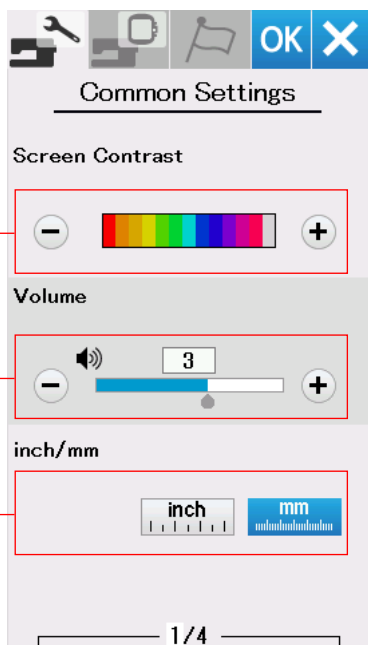 OK
Common Settings
Screen Contrast
Volume
3
inch/mm
inch mm
1/4